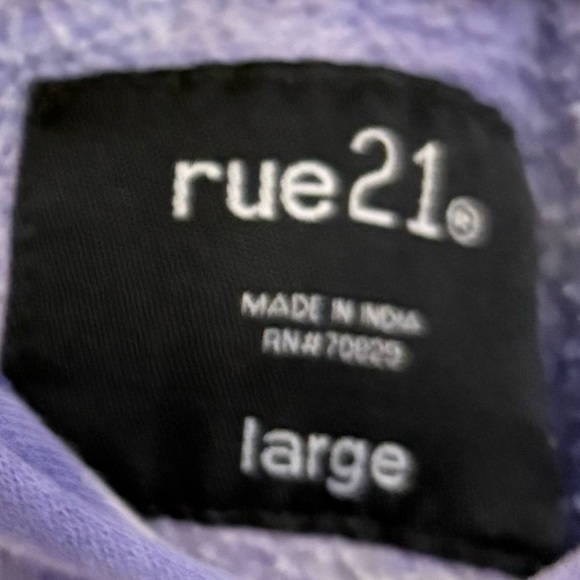 rue21®
MADE IN INDIA
RN#70829
large